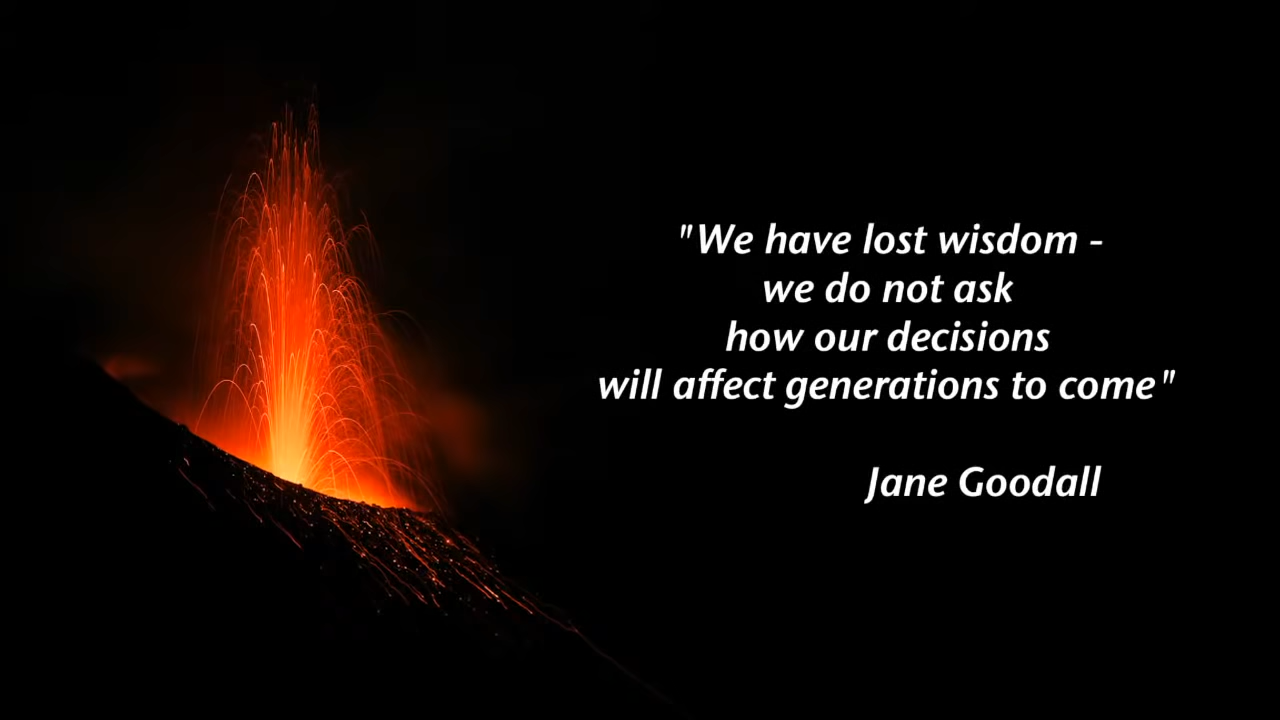 "We have lost wisdom -
we do not ask
how our decisions
will affect generations to come"
Jane Goodall